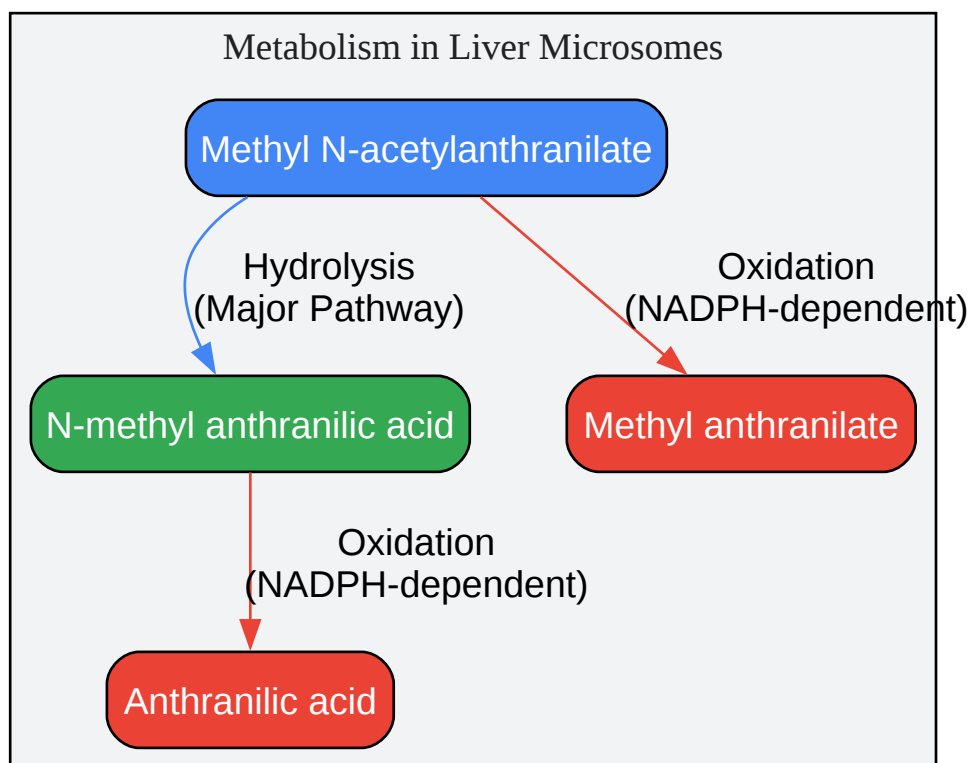 Metabolism in Liver Microsomes
Methyl N-acetylanthranilate
Hydrolysis
(Major Pathway)
Oxidation
(NADPH-dependent)
N-methyl anthranilic acid
Methyl anthranilate
Oxidation
(NADPH-dependent)
Anthranilic acid